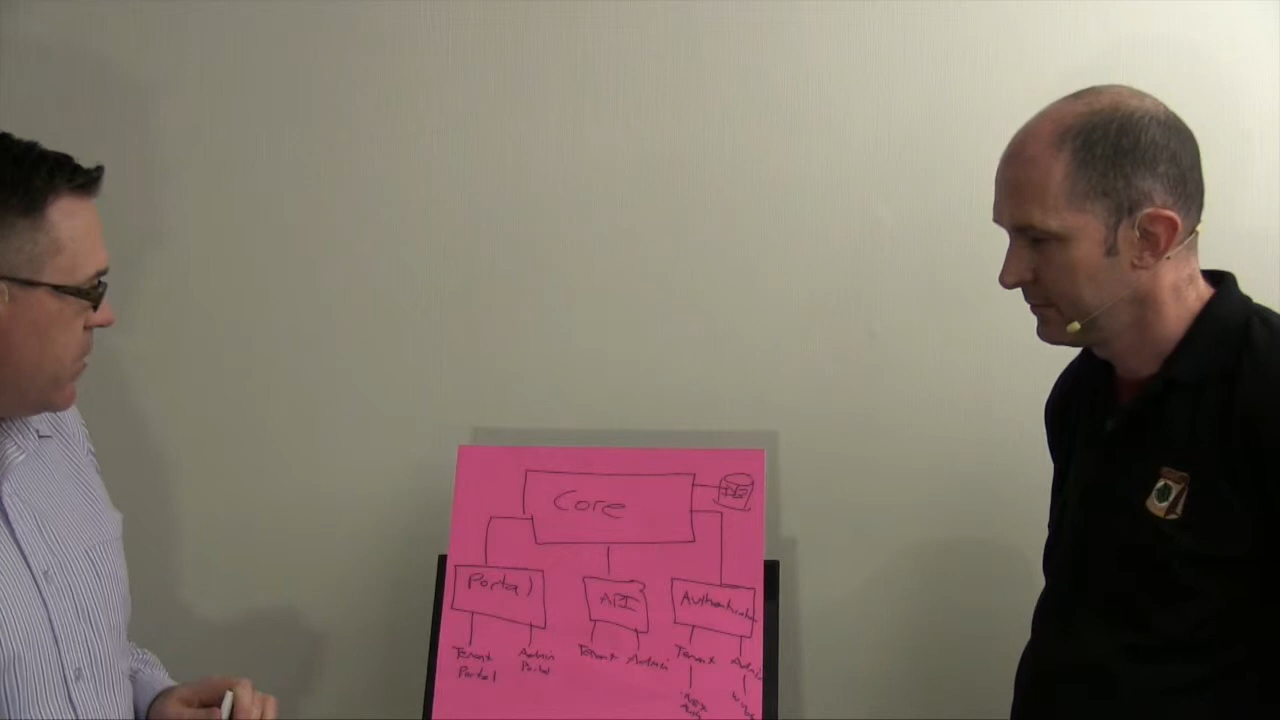 Core
DB
Portal
API
Authentication
Tenant
Portal
Admin
Portal
Tenant
Admin
Tenant
Admin